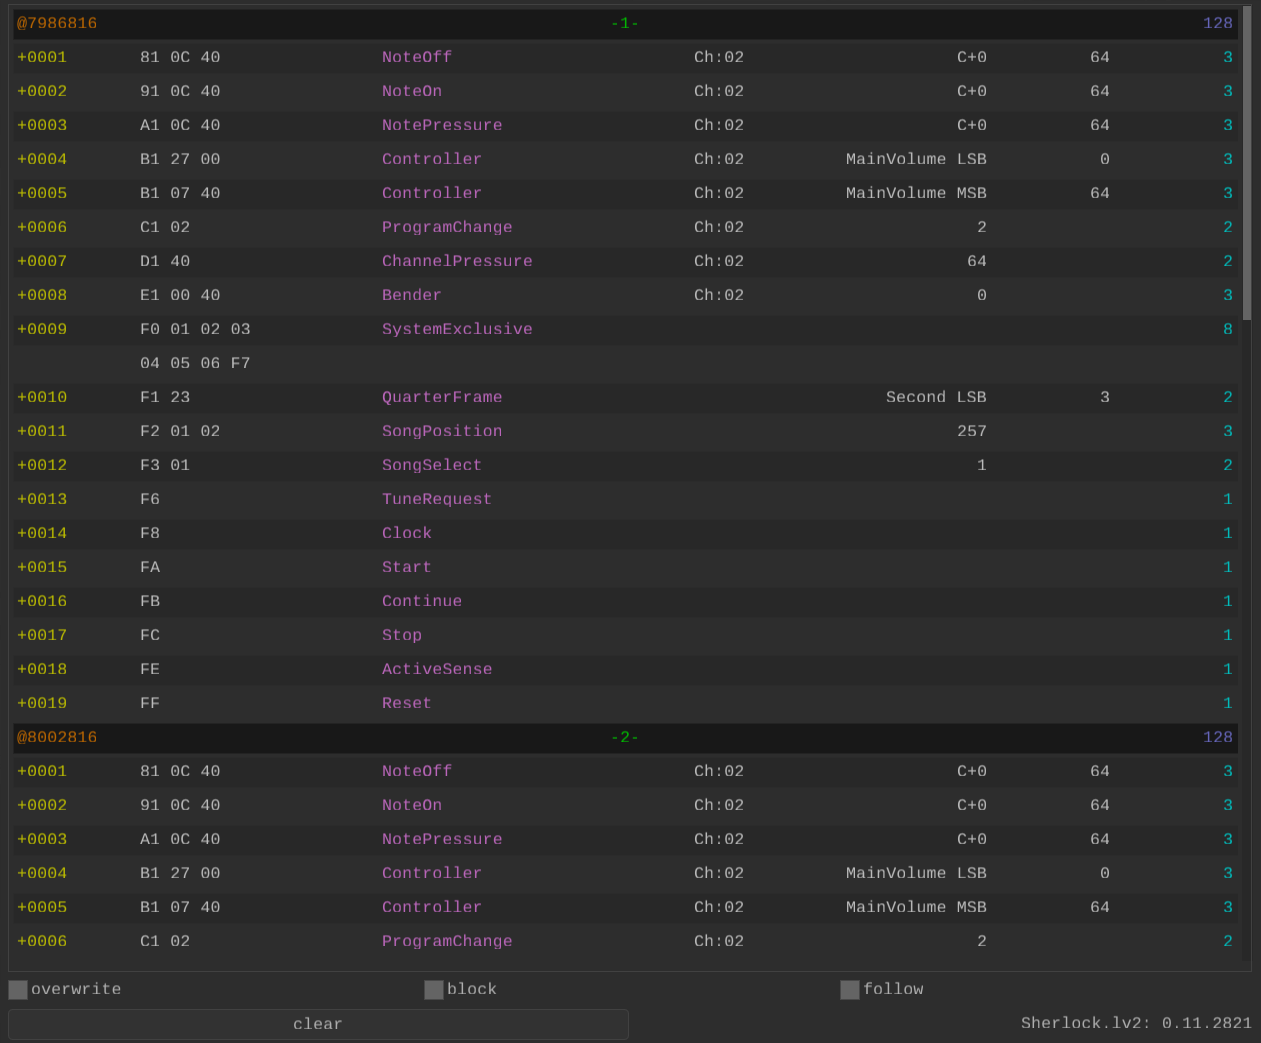 @7986816 -1- 128
+0001 81 0C 40 NoteOff Ch:02 C+0 64 3
+0002 91 0C 40 NoteOn Ch:02 C+0 64 3
+0003 A1 0C 40 NotePressure Ch:02 C+0 64 3
+0004 B1 27 00 Controller Ch:02 MainVolume LSB 0 3
+0005 B1 07 40 Controller Ch:02 MainVolume MSB 64 3
+0006 C1 02 ProgramChange Ch:02 2 2
+0007 D1 40 ChannelPressure Ch:02 64 2
+0008 E1 00 40 Bender Ch:02 0 3
+0009 F0 01 02 03 SystemExclusive 8
04 05 06 F7
+0010 F1 23 QuarterFrame Second LSB 3 2
+0011 F2 01 02 SongPosition 257 3
+0012 F3 01 SongSelect 1 2
+0013 F6 TuneRequest 1
+0014 F8 Clock 1
+0015 FA Start 1
+0016 FB Continue 1
+0017 FC Stop 1
+0018 FE ActiveSense 1
+0019 FF Reset 1
@8002816 -2- 128
+0001 81 0C 40 NoteOff Ch:02 C+0 64 3
+0002 91 0C 40 NoteOn Ch:02 C+0 64 3
+0003 A1 0C 40 NotePressure Ch:02 C+0 64 3
+0004 B1 27 00 Controller Ch:02 MainVolume LSB 0 3
+0005 B1 07 40 Controller Ch:02 MainVolume MSB 64 3
+0006 C1 02 ProgramChange Ch:02 2 2
overwrite block follow
clear Sherlock.lv2: 0.11.2821